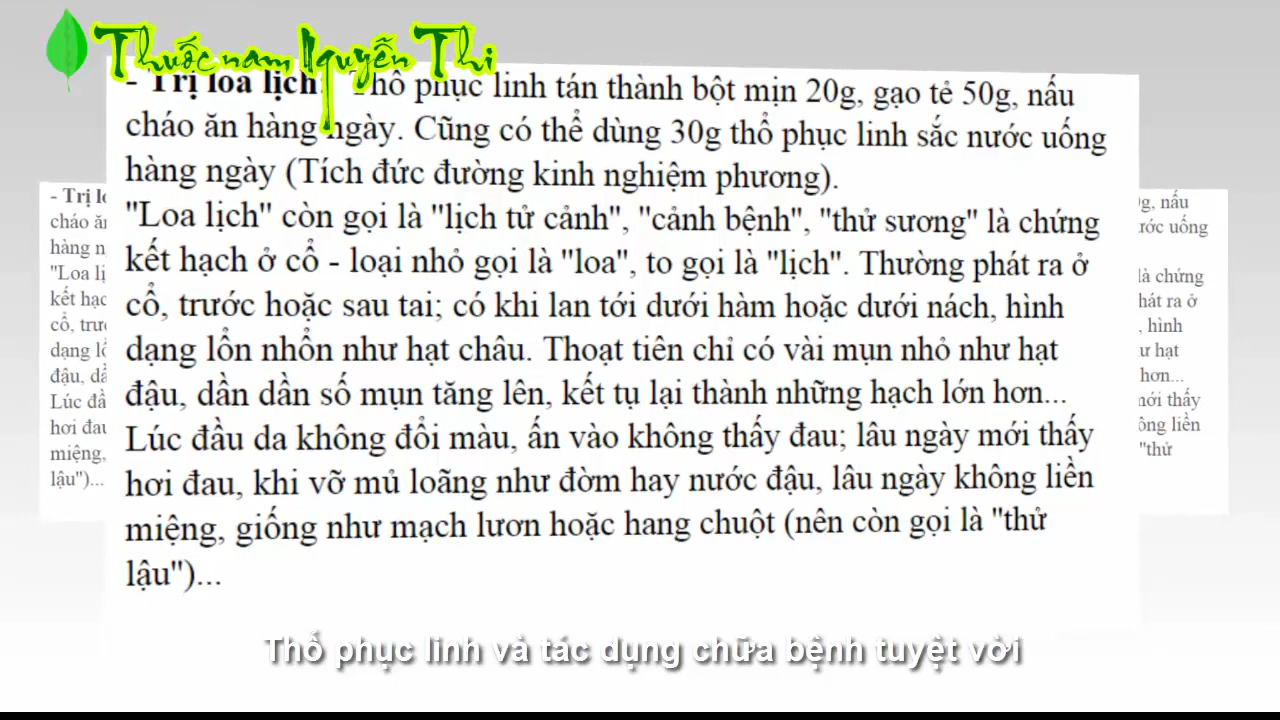 Thuốc nam Nguyễn Thi
- Trị loa lịch: Thổ phục linh tán thành bột mịn 20g, gạo tẻ 50g, nấu
cháo ăn hàng ngày. Cũng có thể dùng 30g thổ phục linh sắc nước uống
hàng ngày (Tích đức đường kinh nghiệm phương).
"Loa lịch" còn gọi là "lịch tử cảnh", "cảnh bệnh", "thử sương" là chứng
kết hạch ở cổ - loại nhỏ gọi là "loa", to gọi là "lịch". Thường phát ra ở
cổ, trước hoặc sau tai; có khi lan tới dưới hàm hoặc dưới nách, hình
dạng lổn nhổn như hạt châu. Thoạt tiên chỉ có vài mụn nhỏ như hạt
đậu, dần dần số mụn tăng lên, kết tụ lại thành những hạch lớn hơn...
Lúc đầu da không đổi màu, ấn vào không thấy đau; lâu ngày mới thấy
hơi đau, khi vỡ mủ loãng như đờm hay nước đậu, lâu ngày không liền
miệng, giống như mạch lươn hoặc hang chuột (nên còn gọi là "thử
lậu")...
Thổ phục linh và tác dụng chữa bệnh tuyệt vời